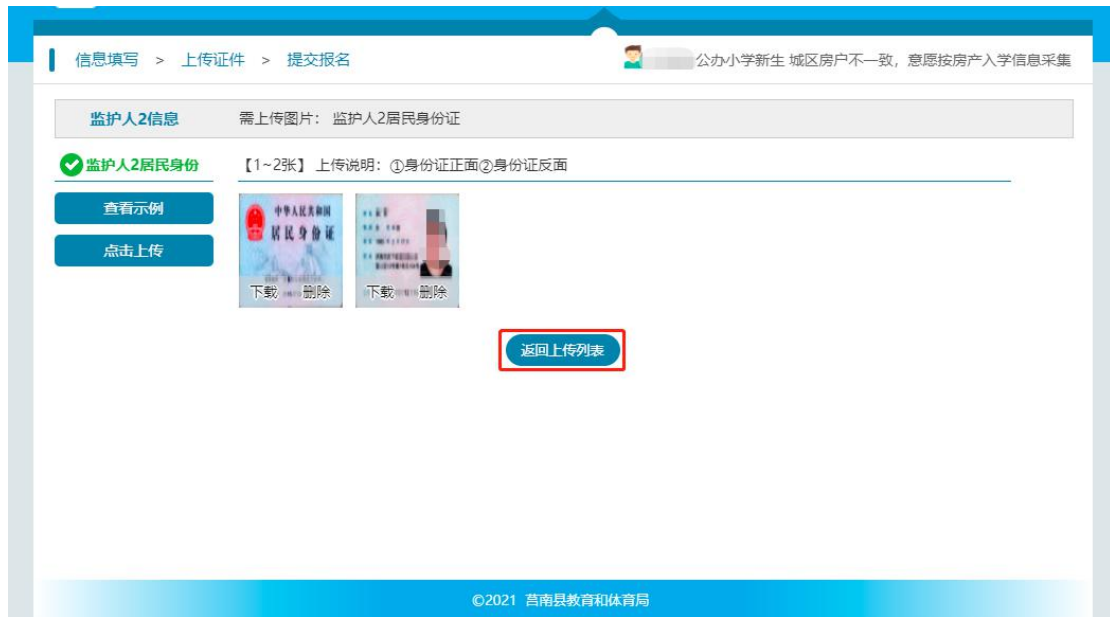 信息填写 > 上传证件 > 提交报名
公办小学新生 城区房户不一致，意愿按房产入学信息采集
监护人2信息
需上传图片： 监护人2居民身份证
监护人2居民身份
【1~2张】 上传说明：①身份证正面②身份证反面
查看示例
点击上传
中华人民共和国
居民身份证
下载 删除
下载 删除
返回上传列表
©2021 莒南县教育和体育局